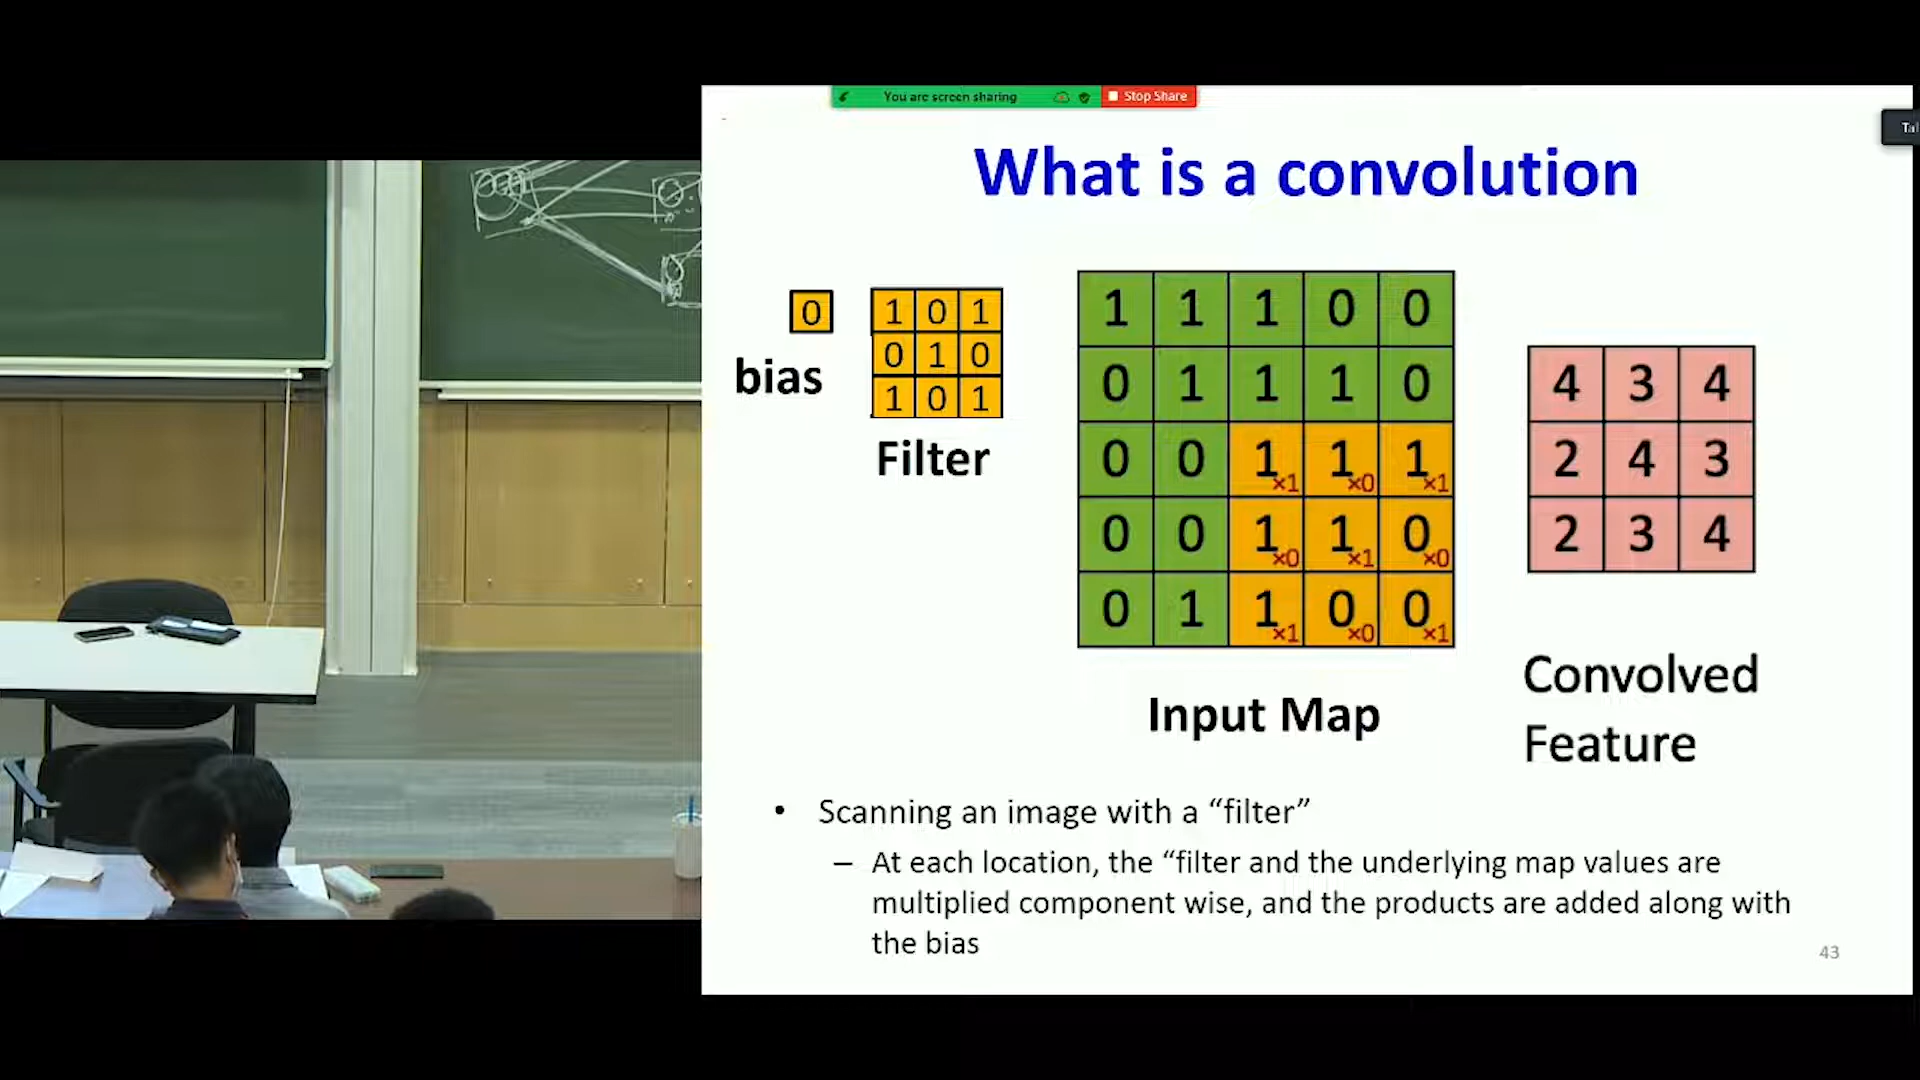 You are screen sharing
Stop Share
What is a convolution
0
bias
1 0 1
0 1 0
1 0 1
Filter
1 1 1 0 0
0 1 1 1 0
0 0 1×1 1×0 1×1
0 0 1×0 1×1 0×0
0 1 1×1 0×0 0×1
Input Map
4 3 4
2 4 3
2 3 4
Convolved
Feature
• Scanning an image with a “filter”
– At each location, the “filter and the underlying map values are
multiplied component wise, and the products are added along with
the bias
43